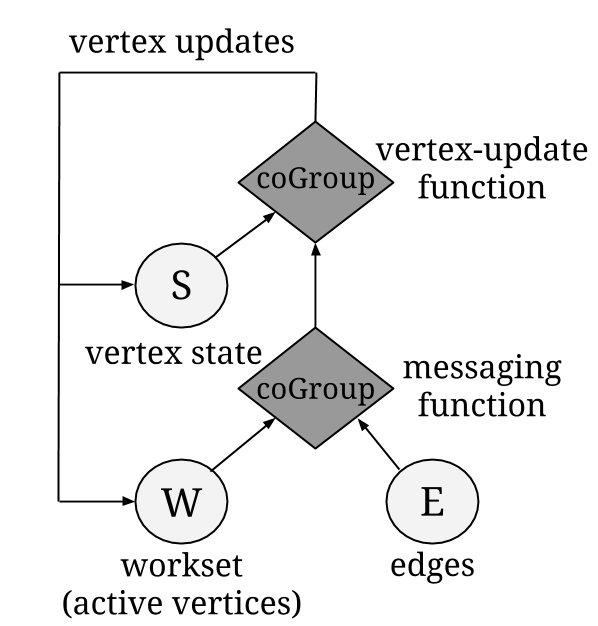 vertex updates
coGroup
vertex-update
function
S
vertex state
coGroup
messaging
function
W
E
workset
(active vertices)
edges